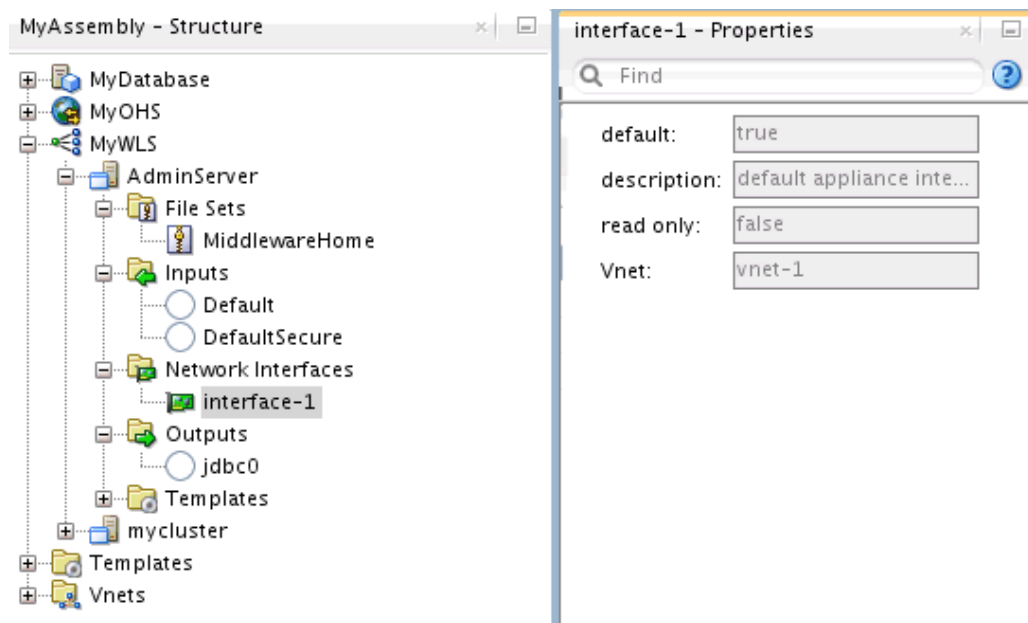 MyAssembly - Structure
MyDatabase
MyOHS
MyWLS
AdminServer
File Sets
MiddlewareHome
Inputs
Default
DefaultSecure
Network Interfaces
interface-1
Outputs
jdbc0
Templates
mycluster
Templates
Vnets
interface-1 - Properties
Find
default: true
description: default appliance inte...
read only: false
Vnet: vnet-1